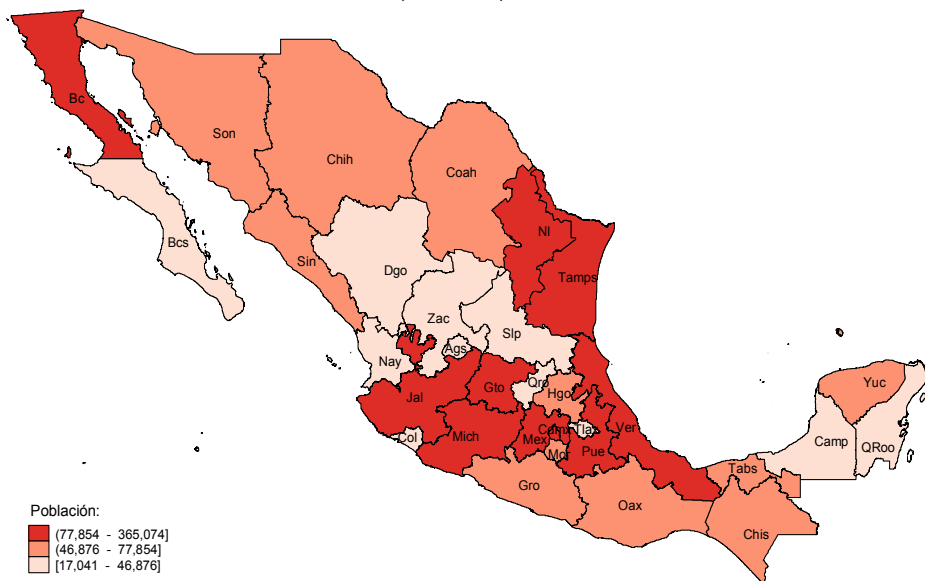 Bc
Son
Chih
Coah
Bcs
Sin
Dgo
Nl
Tamps
Zac
Slp
Nay
Ags
Jal
Gto
Qro
Hgo
Yuc
Col
Mich
Mex
Cdmx
Tlax
Ver
Mor
Pue
Camp
QRoo
Gro
Oax
Tabs
Chis
Población:
(77,854 - 365,074]
(46,876 - 77,854]
[17,041 - 46,876]